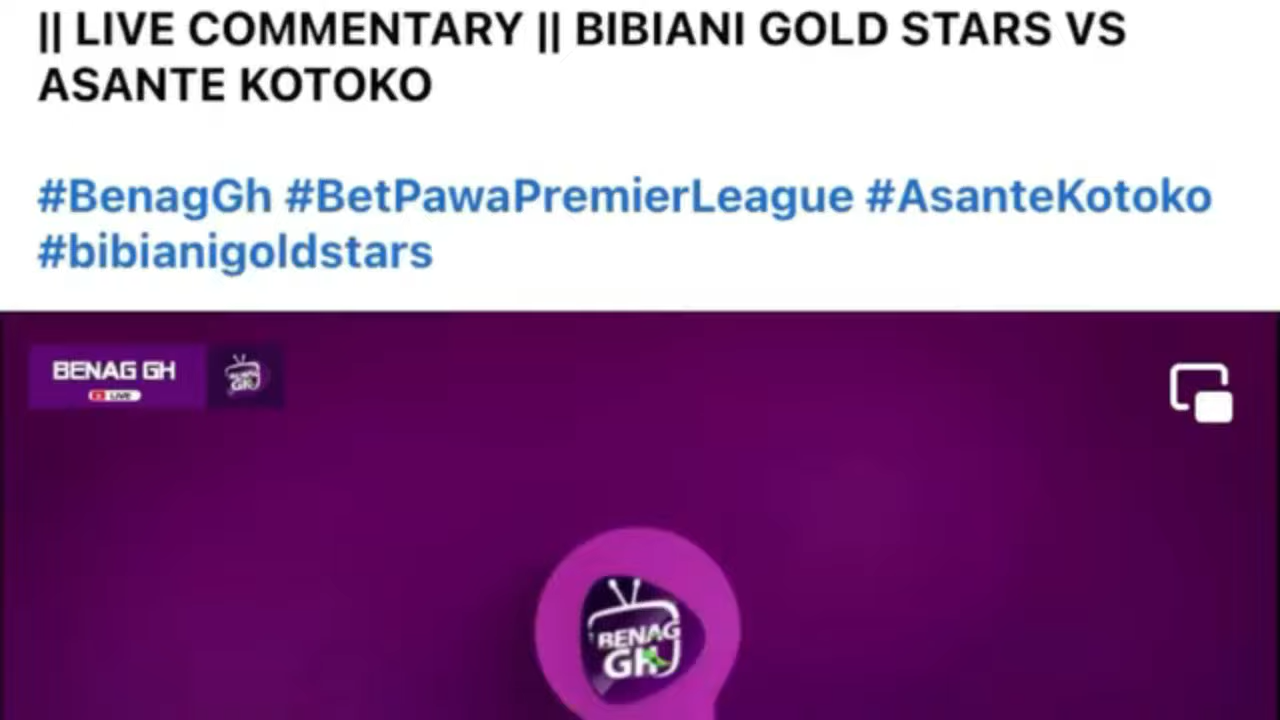 || LIVE COMMENTARY || BIBIANI GOLD STARS VS
ASANTE KOTOKO
#BenagGh #BetPawaPremierLeague #AsanteKotoko
#bibianigoldstars
BENAG GH
LIVE
BENAG
GH